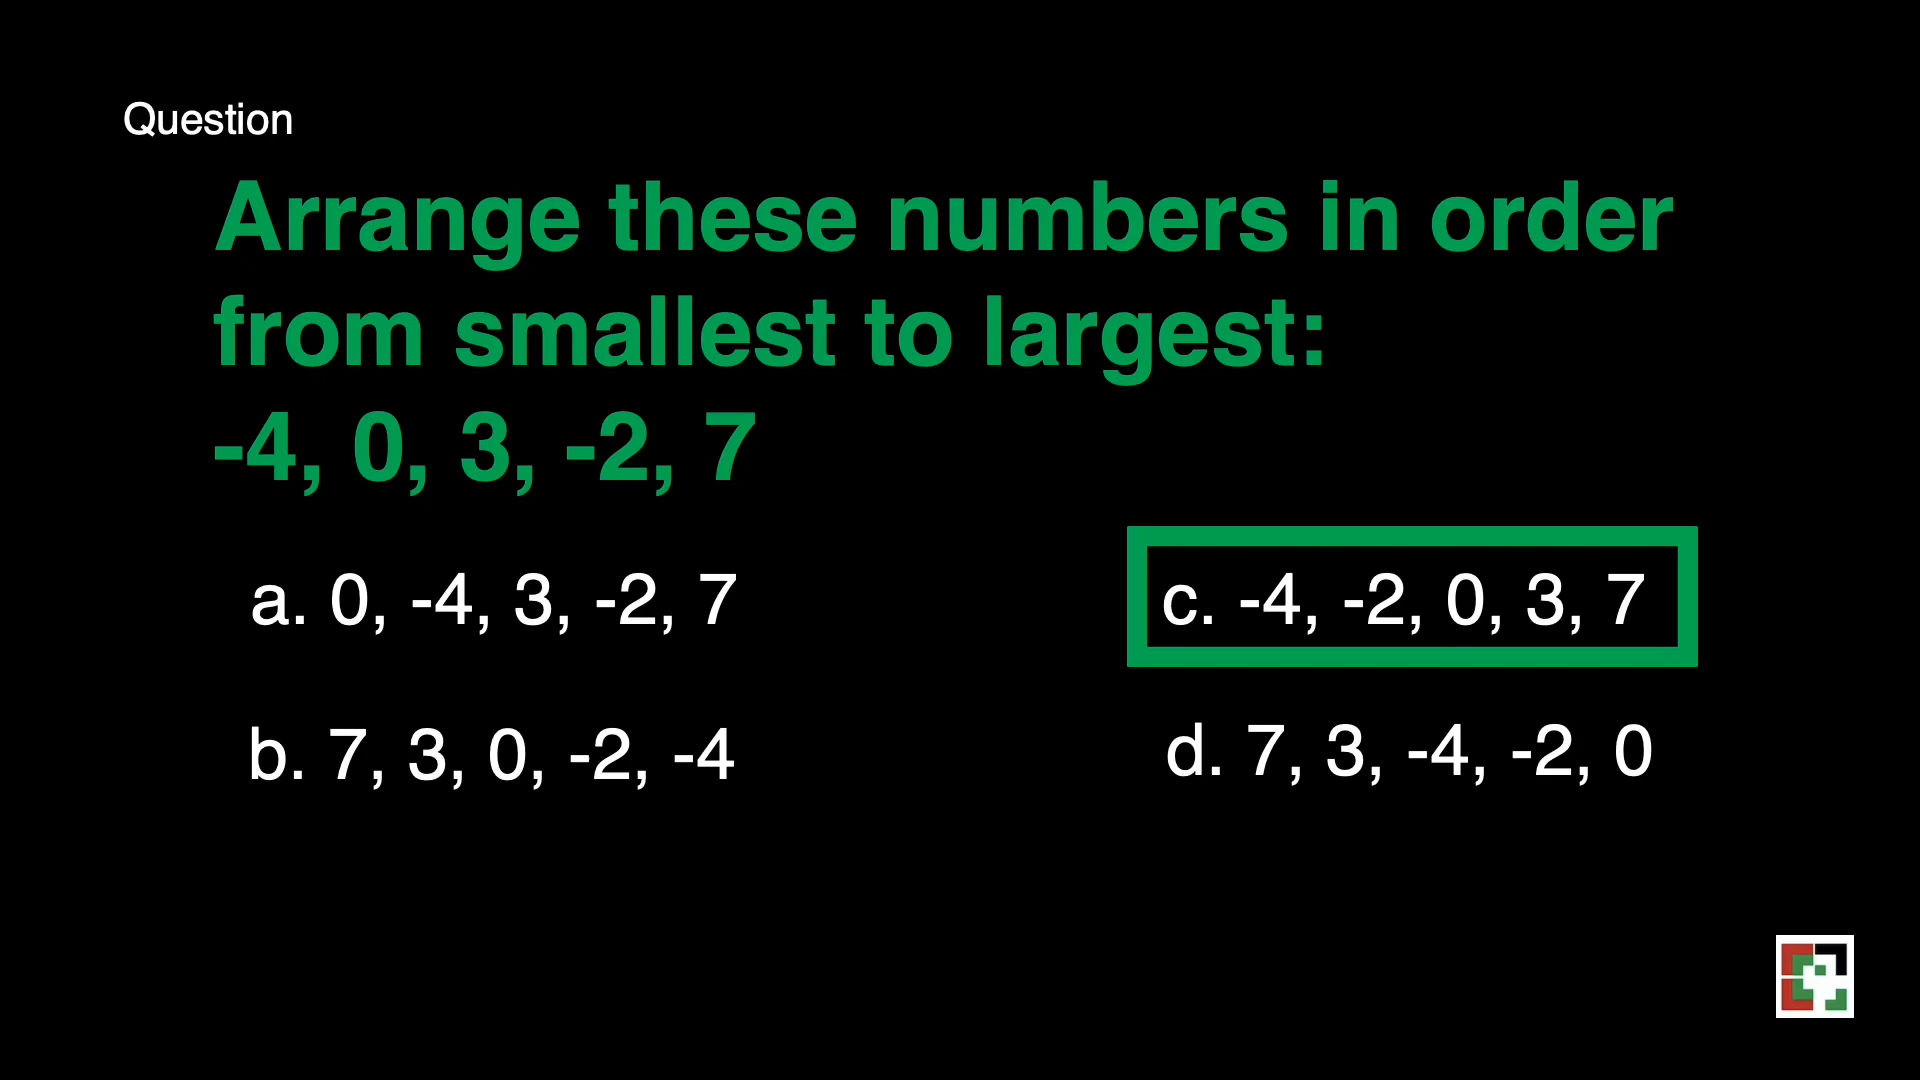 Question
Arrange these numbers in order
from smallest to largest:
-4, 0, 3, -2, 7
a. 0, -4, 3, -2, 7
b. 7, 3, 0, -2, -4
c. -4, -2, 0, 3, 7
d. 7, 3, -4, -2, 0